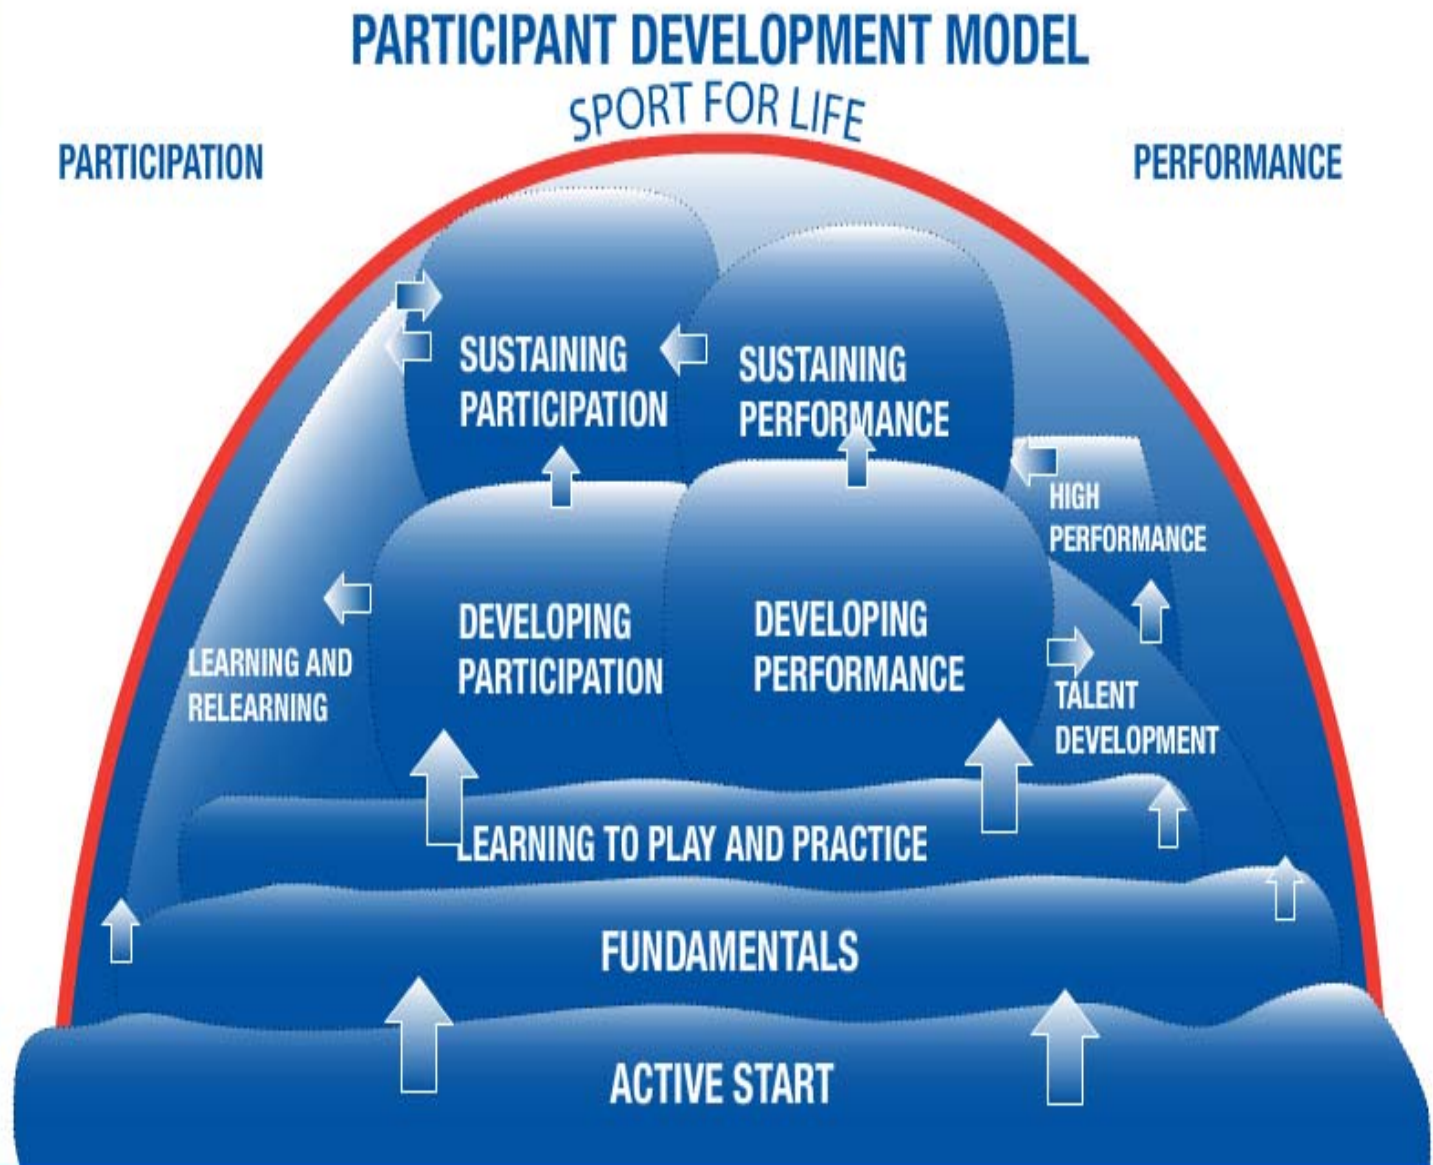 PARTICIPANT DEVELOPMENT MODEL
SPORT FOR LIFE
PARTICIPATION
PERFORMANCE
SUSTAINING
PARTICIPATION
SUSTAINING
PERFORMANCE
HIGH
PERFORMANCE
DEVELOPING
PARTICIPATION
DEVELOPING
PERFORMANCE
LEARNING AND
RELEARNING
TALENT
DEVELOPMENT
LEARNING TO PLAY AND PRACTICE
FUNDAMENTALS
ACTIVE START